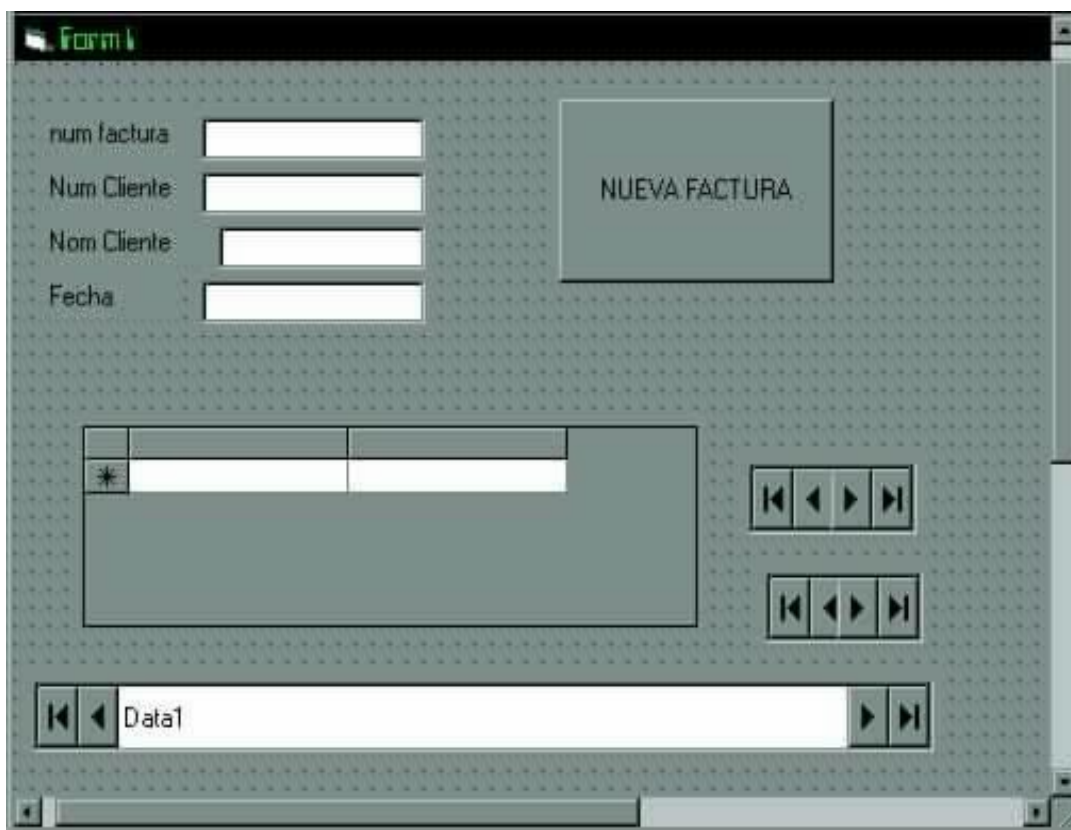 Form1
num factura
Num Cliente
Nom Cliente
Fecha
NUEVA FACTURA
Data1